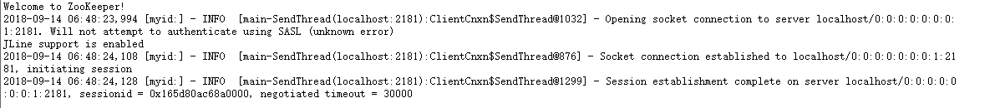 Welcome to ZooKeeper!
2018-09-14 06:48:23,994 [myid:] - INFO  [main-SendThread(localhost:2181):ClientCnxn$SendThread@1032] - Opening socket connection to server localhost/0:0:0:0:0:0:0:
1:2181. Will not attempt to authenticate using SASL (unknown error)
JLine support is enabled
2018-09-14 06:48:24,108 [myid:] - INFO  [main-SendThread(localhost:2181):ClientCnxn$SendThread@876] - Socket connection established to localhost/0:0:0:0:0:0:0:1:21
81, initiating session
2018-09-14 06:48:24,128 [myid:] - INFO  [main-SendThread(localhost:2181):ClientCnxn$SendThread@1299] - Session establishment complete on server localhost/0:0:0:0:0
:0:0:1:2181, sessionid = 0x165d80ac68a0000, negotiated timeout = 30000